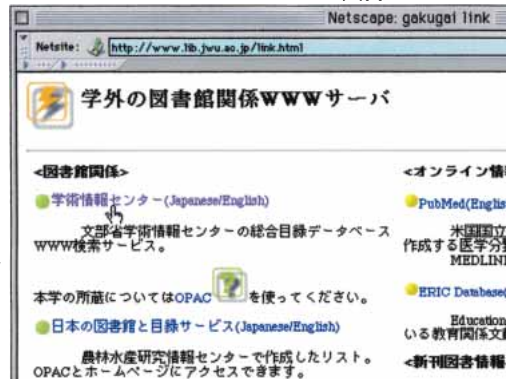 Netscape: gakugai link
Netsite: http://www.lib.jwu.ac.jp/link.html
学外の図書館関係WWWサーバ
<図書館関係>
学術情報センター(Japanese/English)
文部省学術情報センターの総合目録データベース
WWW検索サービス。
本学の所蔵についてはOPAC を使ってください。
日本の図書館と目録サービス(Japanese/English)
農林水産研究情報センターで作成したリスト。
OPACとホームページにアクセスできます。
<オンライン情
PubMed(Englis
米国国立
作成する医学分
MEDLIN
ERIC Database(
Education
いる教育関係文
<新刊図書情報